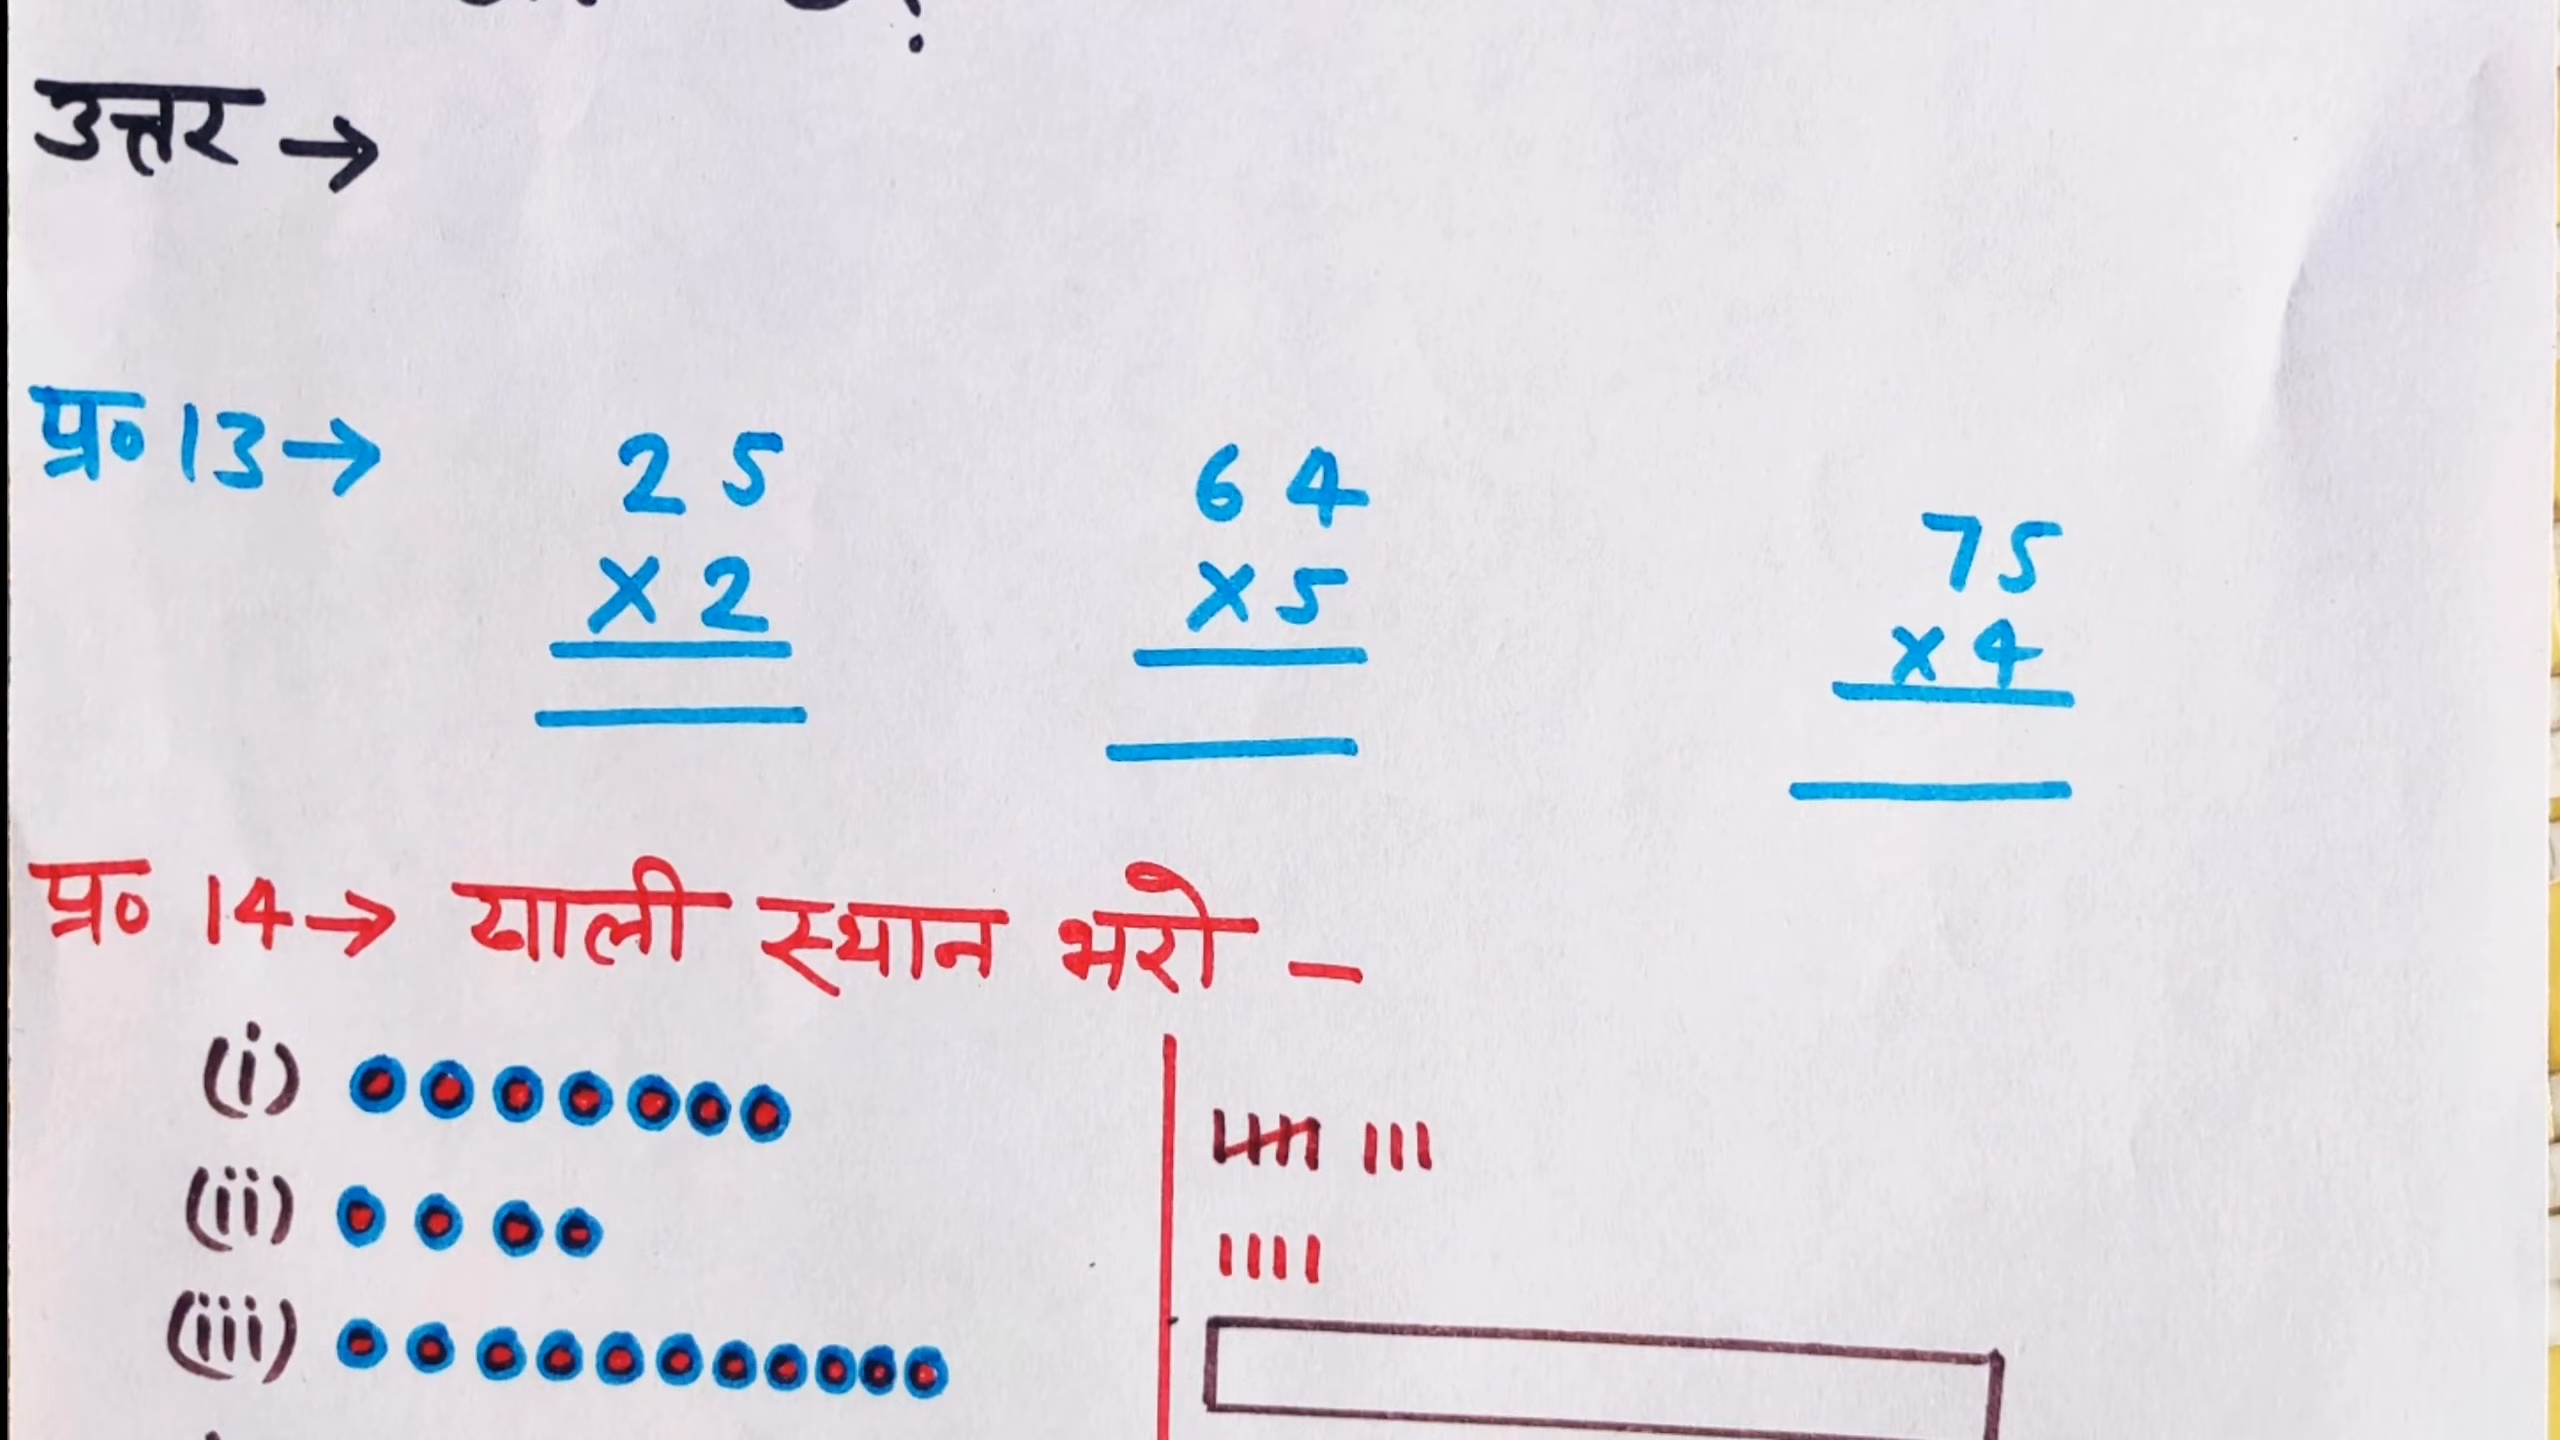 उत्तर →
प्र० 13 → 25 64 75
× 2 × 5 × 4
प्र० 14 → खाली स्थान भरो –
(i)
(ii)
(iii)